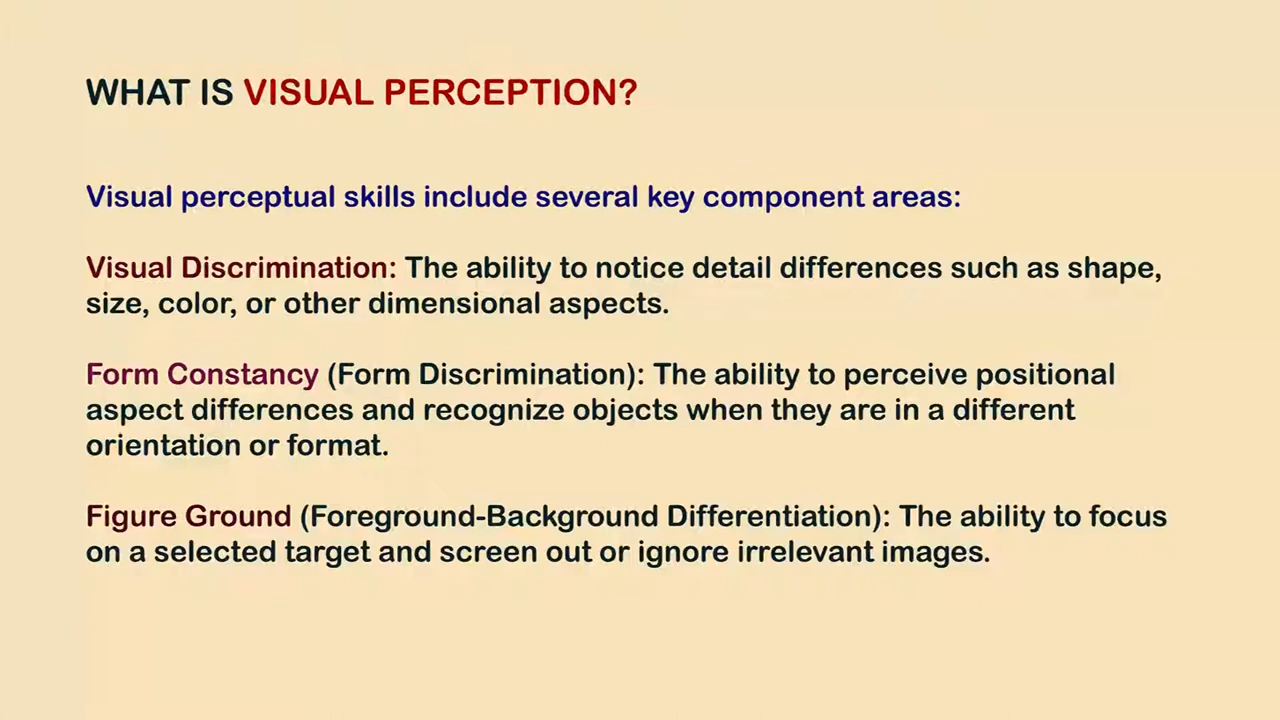 WHAT IS VISUAL PERCEPTION?
Visual perceptual skills include several key component areas:
Visual Discrimination: The ability to notice detail differences such as shape,
size, color, or other dimensional aspects.
Form Constancy (Form Discrimination): The ability to perceive positional
aspect differences and recognize objects when they are in a different
orientation or format.
Figure Ground (Foreground-Background Differentiation): The ability to focus
on a selected target and screen out or ignore irrelevant images.